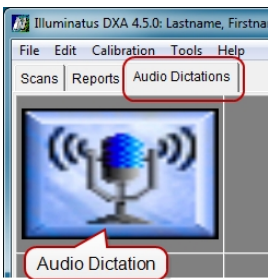 Illuminatus DXA 4.5.0: Lastname, Firstna
File Edit Calibration Tools Help
Scans Reports Audio Dictations
Audio Dictation